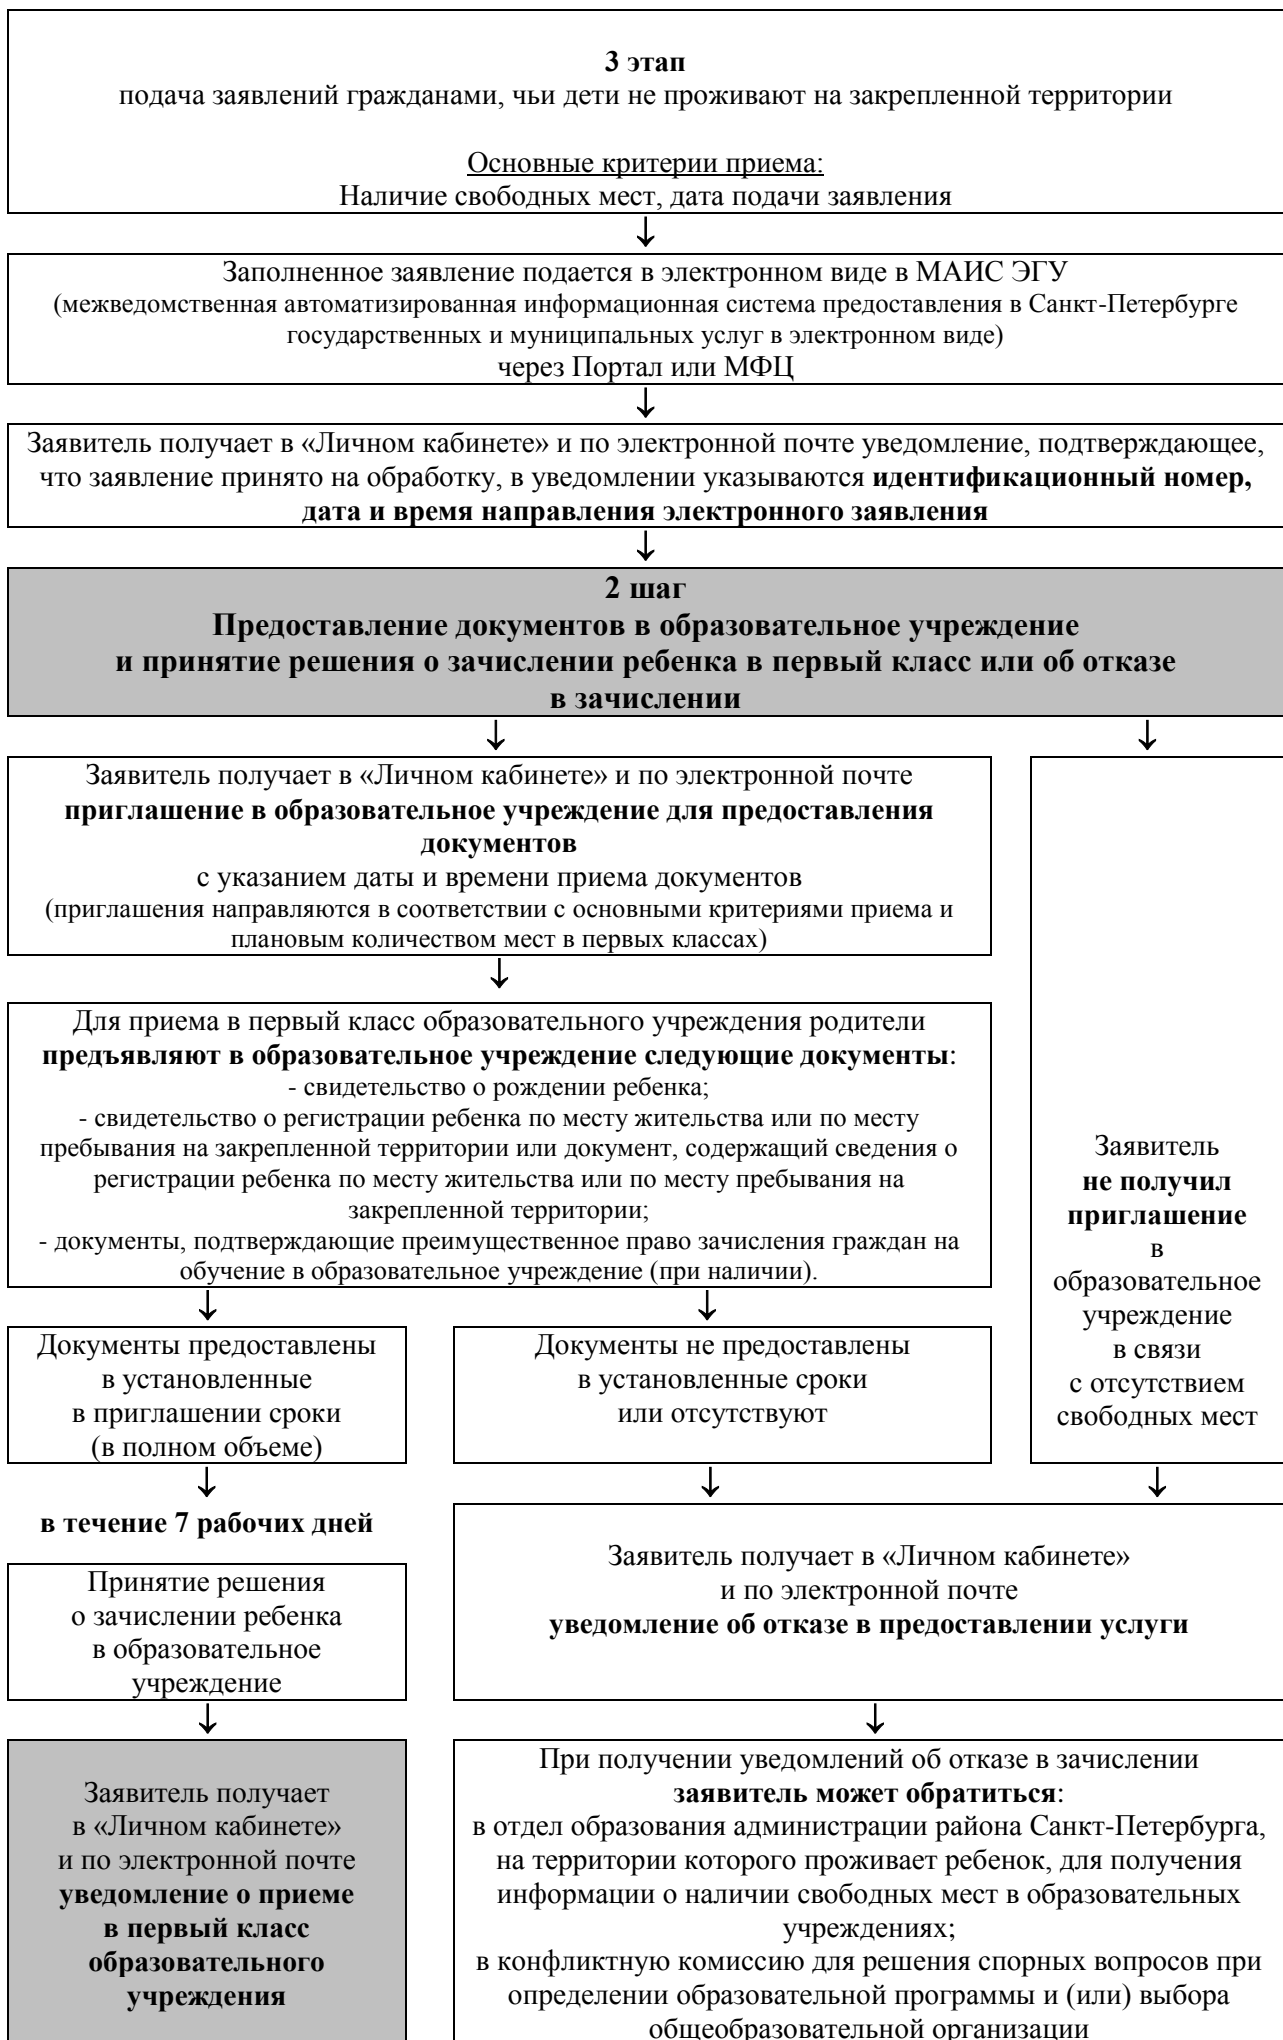 3 этап
подача заявлений гражданами, чьи дети не проживают на закрепленной территории
Основные критерии приема:
Наличие свободных мест, дата подачи заявления
Заполненное заявление подается в электронном виде в МАИС ЭГУ
(межведомственная автоматизированная информационная система предоставления в Санкт-Петербурге
государственных и муниципальных услуг в электронном виде)
через Портал или МФЦ
Заявитель получает в «Личном кабинете» и по электронной почте уведомление, подтверждающее,
что заявление принято на обработку, в уведомлении указываются идентификационный номер,
дата и время направления электронного заявления
2 шаг
Предоставление документов в образовательное учреждение
и принятие решения о зачислении ребенка в первый класс или об отказе
в зачислении
Заявитель получает в «Личном кабинете» и по электронной почте
приглашение в образовательное учреждение для предоставления
документов
с указанием даты и времени приема документов
(приглашения направляются в соответствии с основными критериями приема и
плановым количеством мест в первых классах)
Для приема в первый класс образовательного учреждения родители
предъявляют в образовательное учреждение следующие документы:
- свидетельство о рождении ребенка;
- свидетельство о регистрации ребенка по месту жительства или по месту
пребывания на закрепленной территории или документ, содержащий сведения о
регистрации ребенка по месту жительства или по месту пребывания на
закрепленной территории;
- документы, подтверждающие преимущественное право зачисления граждан на
обучение в образовательное учреждение (при наличии).
Заявитель
не получил
приглашение
в
образовательное
учреждение
в связи
с отсутствием
свободных мест
Документы предоставлены
в установленные
в приглашении сроки
(в полном объеме)
Документы не предоставлены
в установленные сроки
или отсутствуют
в течение 7 рабочих дней
Принятие решения
о зачислении ребенка
в образовательное
учреждение
Заявитель получает в «Личном кабинете»
и по электронной почте
уведомление об отказе в предоставлении услуги
Заявитель получает
в «Личном кабинете»
и по электронной почте
уведомление о приеме
в первый класс
образовательного
учреждения
При получении уведомлений об отказе в зачислении
заявитель может обратиться:
в отдел образования администрации района Санкт-Петербурга,
на территории которого проживает ребенок, для получения
информации о наличии свободных мест в образовательных
учреждениях;
в конфликтную комиссию для решения спорных вопросов при
определении образовательной программы и (или) выбора
общеобразовательной организации